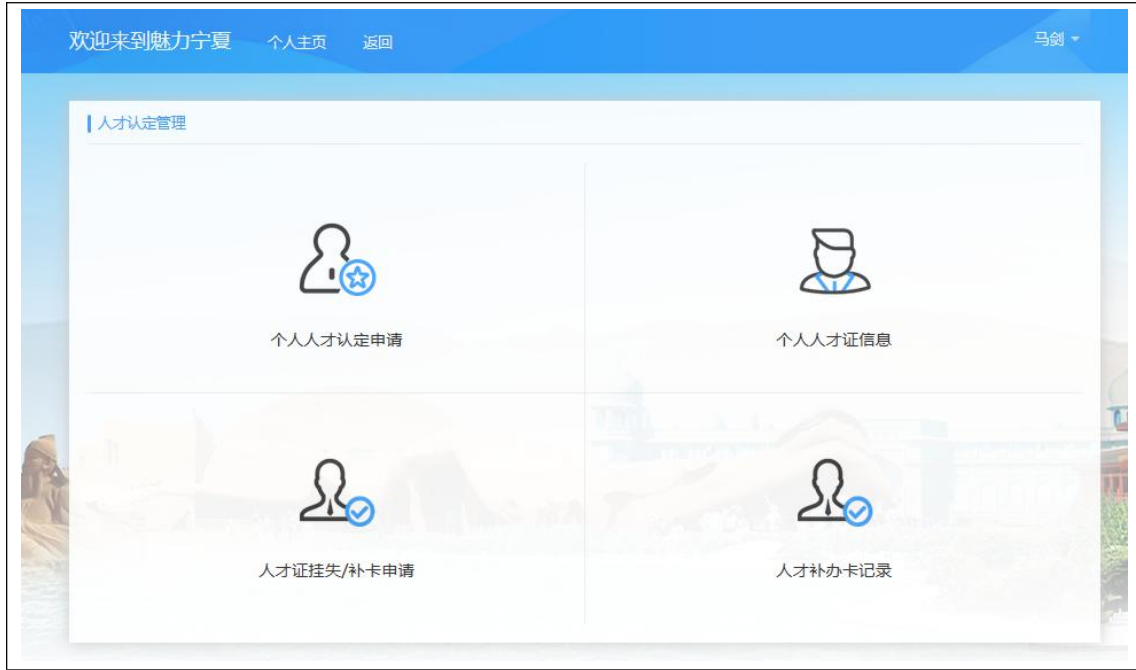 欢迎来到魅力宁夏 个人主页 返回 马剑
人才认定管理
个人人才认定申请 个人人才证信息
人才证挂失/补卡申请 人才补办卡记录